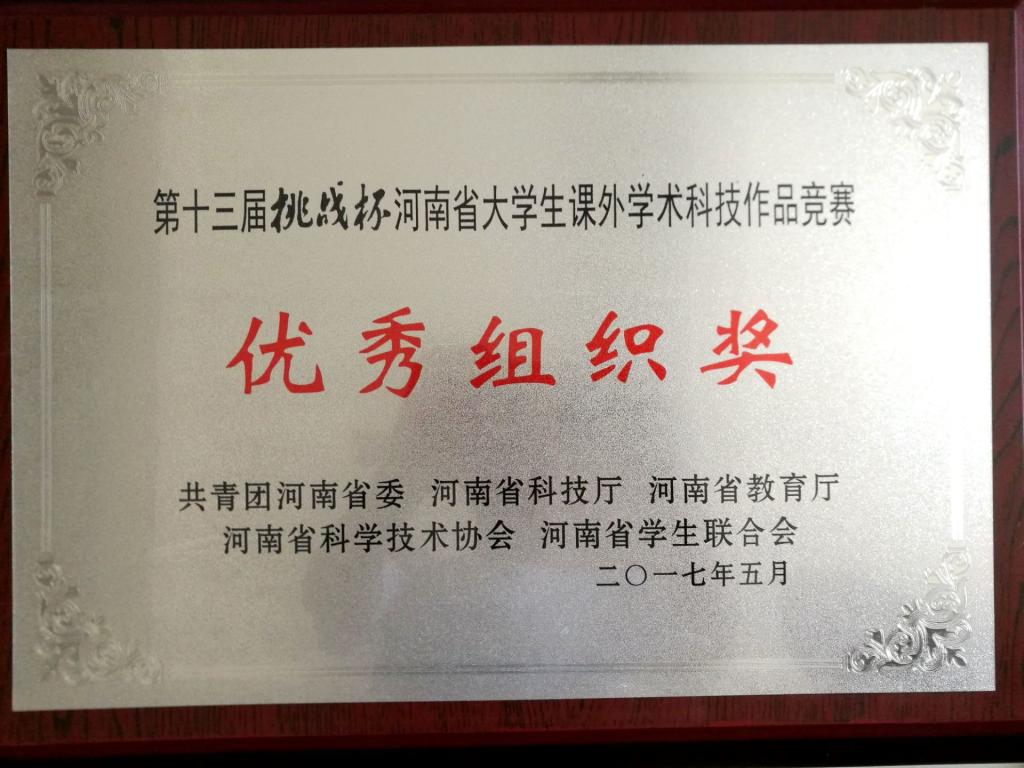 第十三届挑战杯河南省大学生课外学术科技作品竞赛
优秀组织奖
共青团河南省委 河南省科技厅 河南省教育厅
河南省科学技术协会 河南省学生联合会
二〇一七年五月